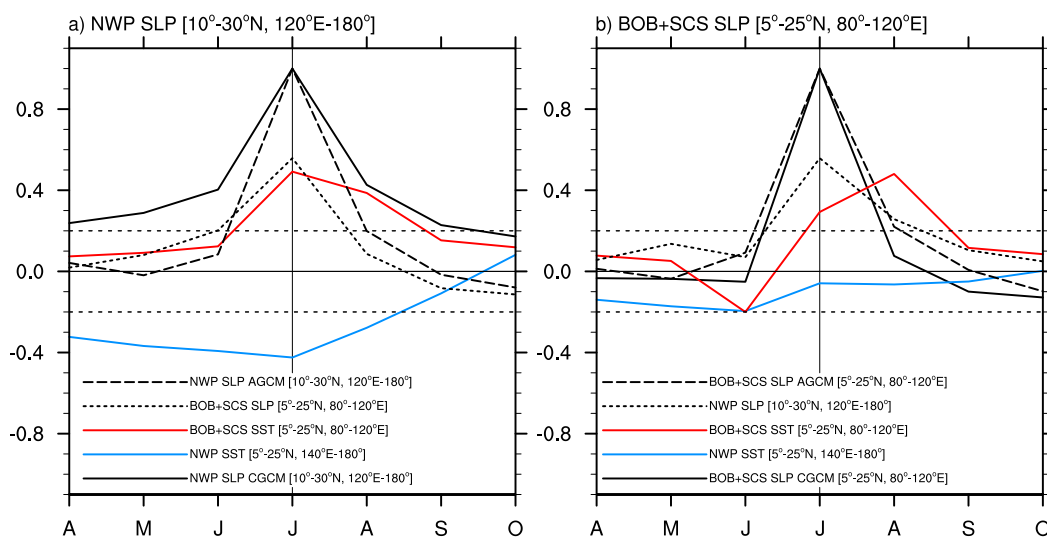 a) NWP SLP [10°-30°N, 120°E-180°]
0.8
0.4
0.0
-0.4
-0.8
NWP SLP AGCM [10°-30°N, 120°E-180°]
BOB+SCS SLP [5°-25°N, 80°-120°E]
BOB+SCS SST [5°-25°N, 80°-120°E]
NWP SST [5°-25°N, 140°E-180°]
NWP SLP CGCM [10°-30°N, 120°E-180°]
A M J J A S O
b) BOB+SCS SLP [5°-25°N, 80°-120°E]
0.8
0.4
0.0
-0.4
-0.8
BOB+SCS SLP AGCM [5°-25°N, 80°-120°E]
NWP SLP [10°-30°N, 120°E-180°]
BOB+SCS SST [5°-25°N, 80°-120°E]
NWP SST [5°-25°N, 140°E-180°]
BOB+SCS SLP CGCM [5°-25°N, 80°-120°E]
A M J J A S O